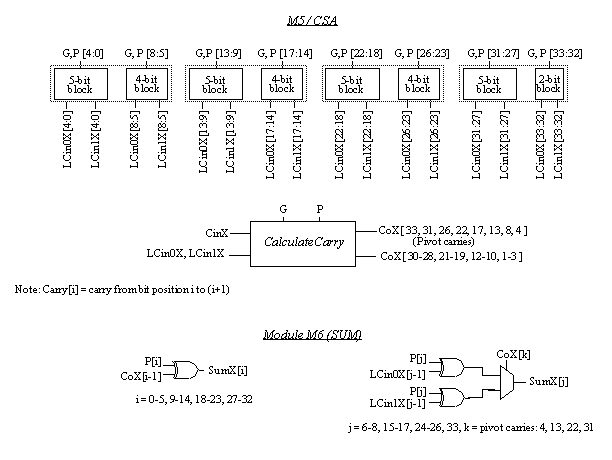 M5 / CSA
G,P [4:0] G,P [8:5] G,P [13:9] G,P [17:14] G,P [22:18] G,P [26:23] G,P [31:27] G,P [33:32]
5-bit block 4-bit block 5-bit block 4-bit block 5-bit block 4-bit block 5-bit block 2-bit block
LCin0X [4:0] LCin1X [4:0] LCin0X [8:5] LCin1X [8:5] LCin0X [13:9] LCin1X [13:9] LCin0X [17:14] LCin1X [17:14] LCin0X [22:18] LCin1X [22:18] LCin0X [26:23] LCin1X [26:23] LCin0X [31:27] LCin1X [31:27] LCin0X [33:32] LCin1X [33:32]
G P
CinX
LCin0X, LCin1X
CalculateCarry
CoX [ 33, 31, 26, 22, 17, 13, 8, 4 ]
(Pivot carries)
CoX [ 30-28, 21-19, 12-10, 1-3 ]
Note: Carry[i] = carry from bit position i to (i+1)
Module M6 (SUM)
P[i]
CoX[i-1]
SumX[i]
i = 0-5, 9-14, 18-23, 27-32
CoX[k]
P[j]
LCin0X[j-1]
P[j]
LCin1X[j-1]
SumX[j]
j = 6-8, 15-17, 24-26, 33, k = pivot carries: 4, 13, 22, 31